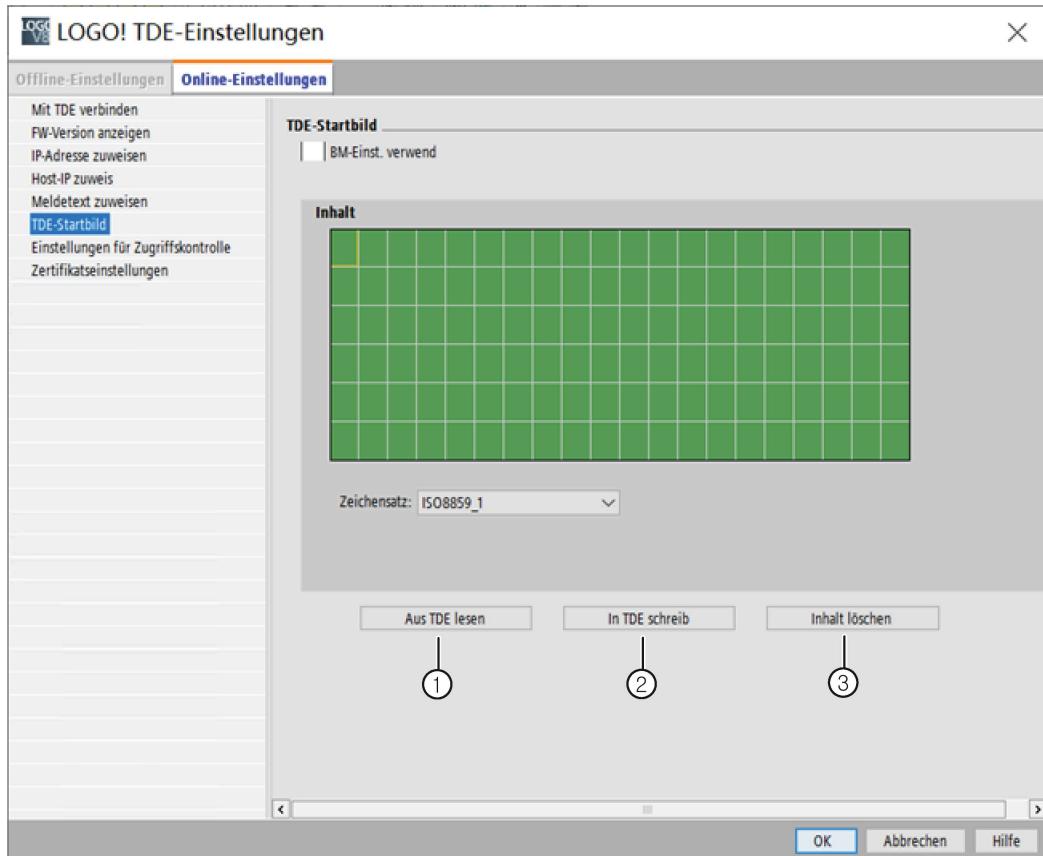 LOGO! TDE-Einstellungen
Offline-Einstellungen
Online-Einstellungen
Mit TDE verbinden
FW-Version anzeigen
IP-Adresse zuweisen
Host-IP zuweis
Meldetext zuweisen
TDE-Startbild
Einstellungen für Zugriffskontrolle
Zertifikatseinstellungen
TDE-Startbild
BM-Einst. verwend
Inhalt
Zeichensatz: ISO8859_1
Aus TDE lesen
In TDE schreib
Inhalt löschen
1
2
3
OK
Abbrechen
Hilfe